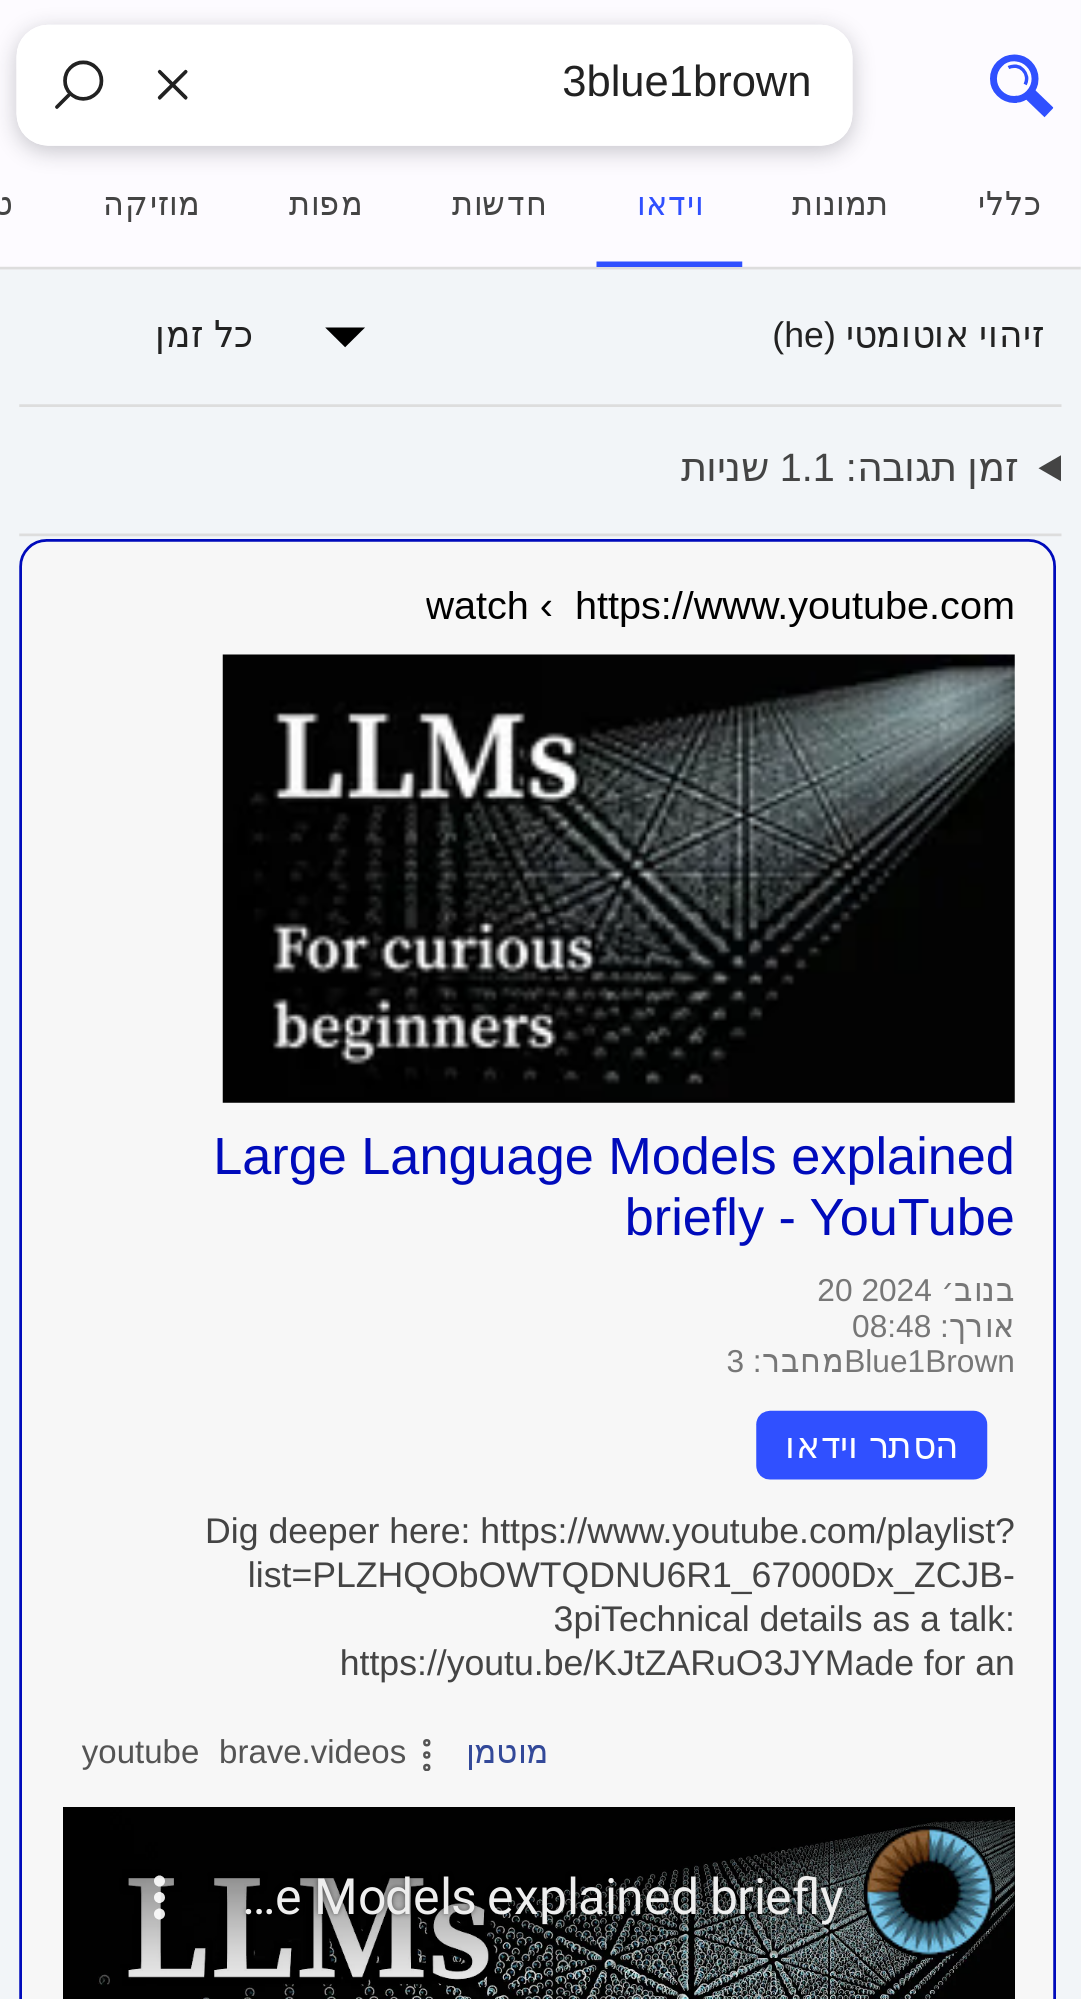 3blue1brown
כללי תמונות וידאו חדשות מפות מוזיקה
זיהוי אוטומטי (he) כל זמן
זמן תגובה: 1.1 שניות
https://www.youtube.com › watch
LLMs
For curious
beginners
Large Language Models explained
briefly - YouTube
בנוב׳ 2024 20
אורך: 08:48
מחבר: 3Blue1Brown
הסתר וידאו
Dig deeper here: https://www.youtube.com/playlist?
list=PLZHQObOWTQDNU6R1_67000Dx_ZCJB-
3piTechnical details as a talk:
https://youtu.be/KJtZARuO3JYMade for an
מוטמן brave.videos youtube
...e Models explained briefly
LLMs